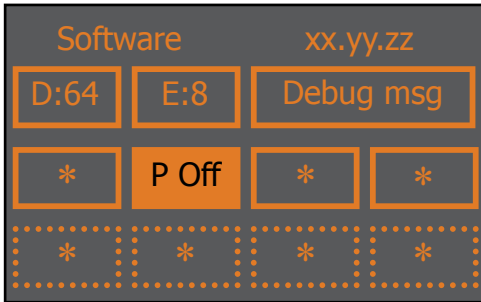 Software xx.yy.zz
D:64 E:8 Debug msg
* P Off * *
* * * *